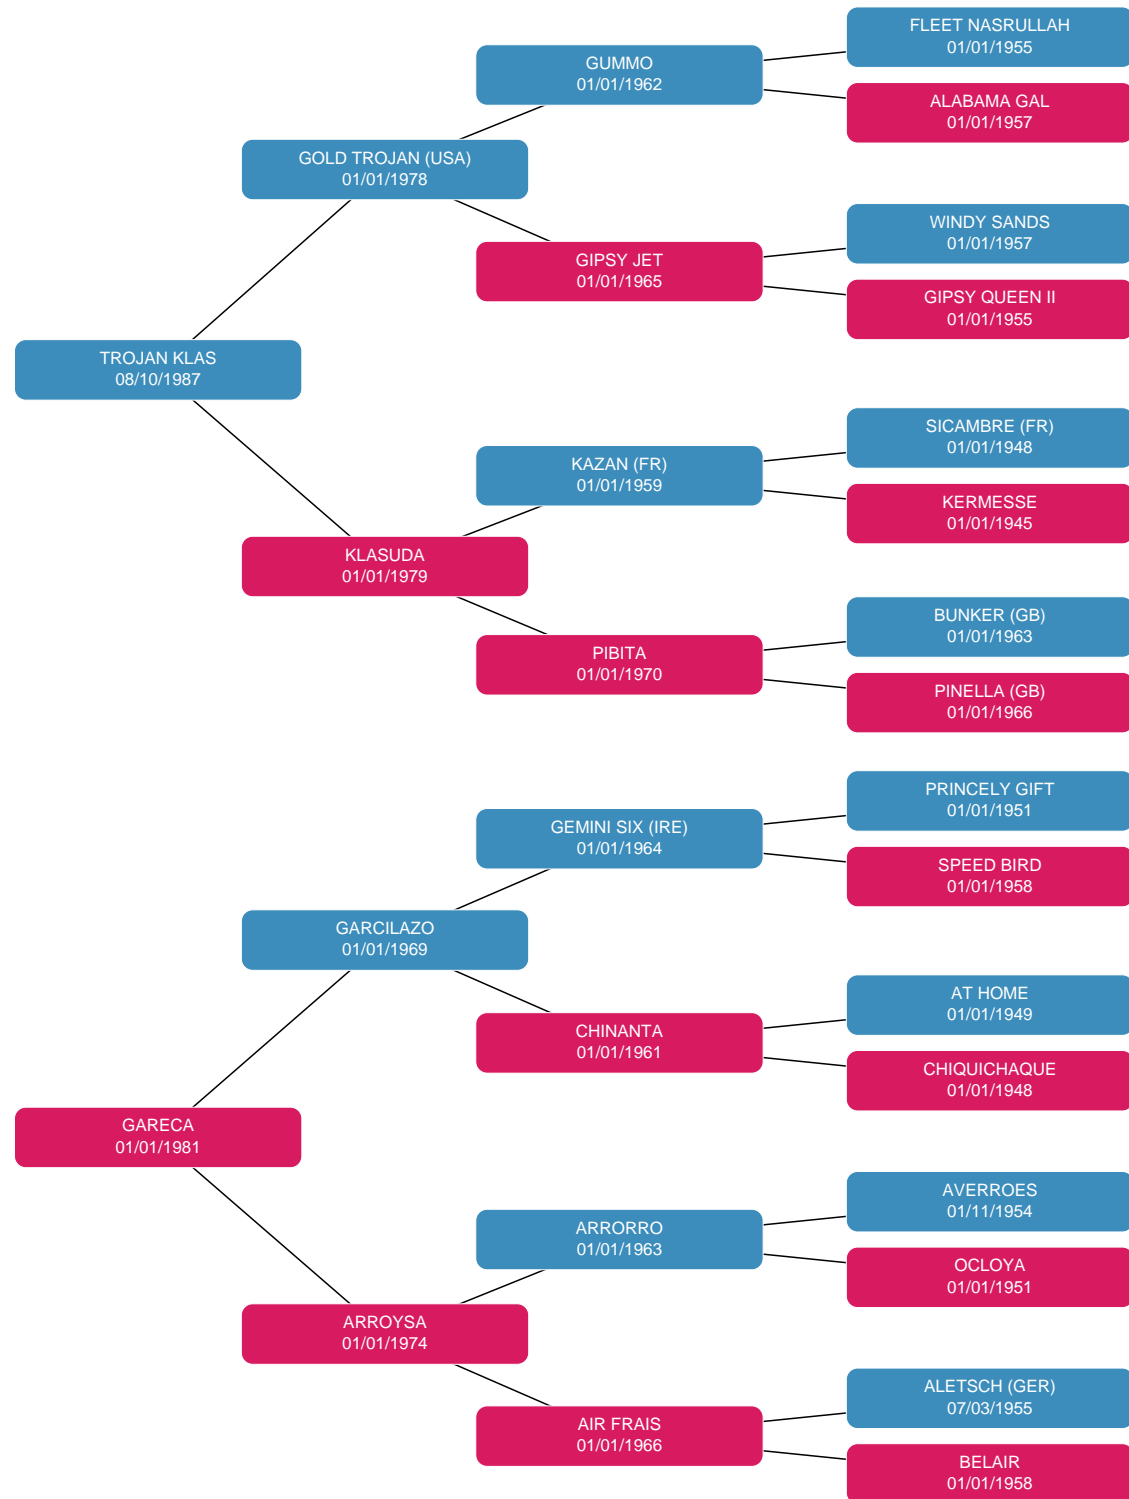 FLEET NASRULLAH
01/01/1955
GUMMO
01/01/1962
ALABAMA GAL
01/01/1957
GOLD TROJAN (USA)
01/01/1978
WINDY SANDS
01/01/1957
GIPSY JET
01/01/1965
GIPSY QUEEN II
01/01/1955
TROJAN KLAS
08/10/1987
SICAMBRE (FR)
01/01/1948
KAZAN (FR)
01/01/1959
KERMESSE
01/01/1945
KLASUDA
01/01/1979
BUNKER (GB)
01/01/1963
PIBITA
01/01/1970
PINELLA (GB)
01/01/1966
PRINCELY GIFT
01/01/1951
GEMINI SIX (IRE)
01/01/1964
SPEED BIRD
01/01/1958
GARCILAZO
01/01/1969
AT HOME
01/01/1949
CHINANTA
01/01/1961
CHIQUICHAQUE
01/01/1948
GARECA
01/01/1981
AVERROES
01/11/1954
ARRORRO
01/01/1963
OCLOYA
01/01/1951
ARROYSA
01/01/1974
ALETSCH (GER)
07/03/1955
AIR FRAIS
01/01/1966
BELAIR
01/01/1958